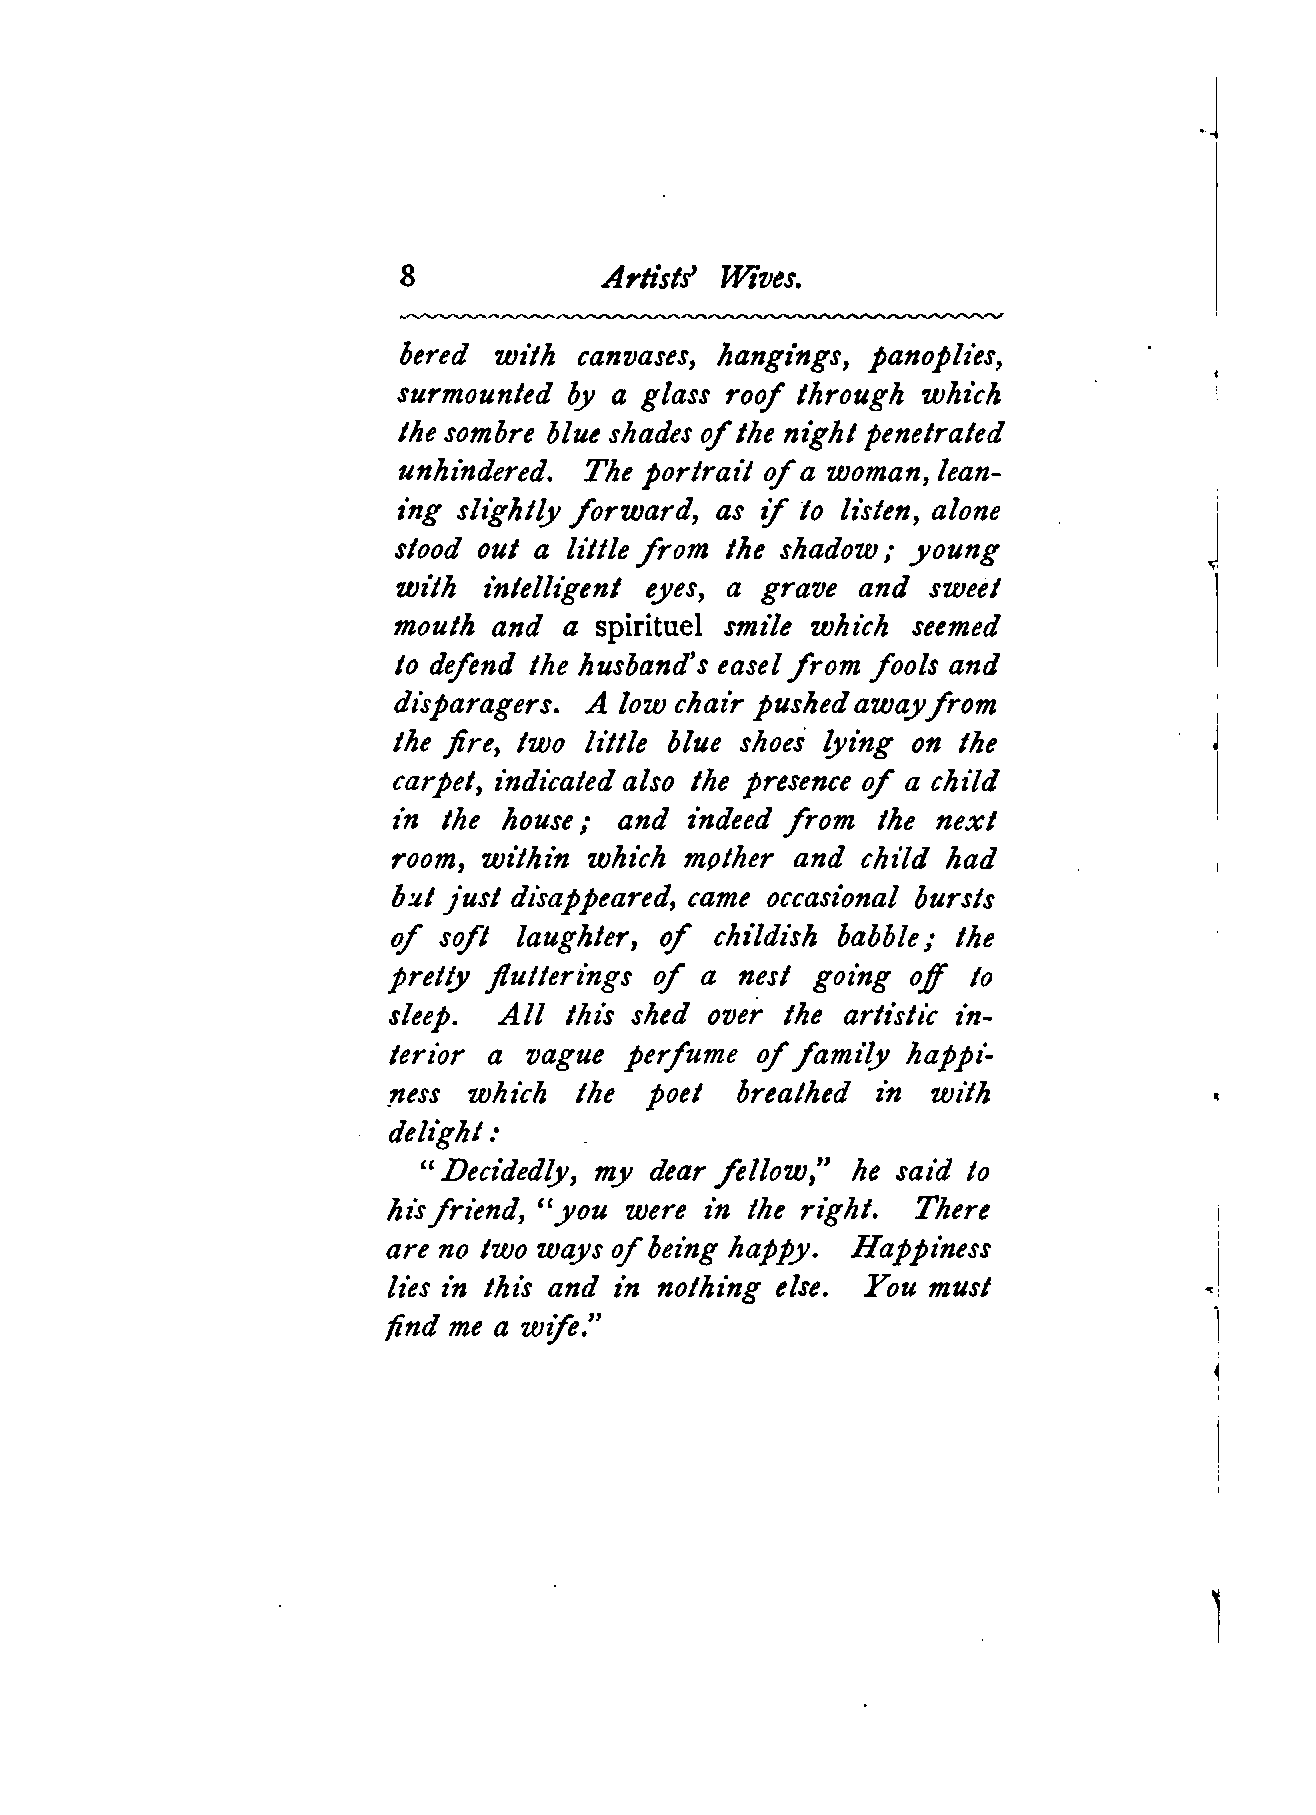 8 Artists' Wives.
bered with canvases, hangings, panoplies,
surmounted by a glass roof through which
the sombre blue shades of the night penetrated
unhindered. The portrait of a woman, lean-
ing slightly forward, as if to listen, alone
stood out a little from the shadow; young
with intelligent eyes, a grave and sweet
mouth and a spirituel smile which seemed
to defend the husband's easel from fools and
disparagers. A low chair pushed away from
the fire, two little blue shoes lying on the
carpet, indicated also the presence of a child
in the house; and indeed from the next
room, within which mother and child had
but just disappeared, came occasional bursts
of soft laughter, of childish babble; the
pretty flutterings of a nest going off to
sleep. All this shed over the artistic in-
terior a vague perfume of family happi-
ness which the poet breathed in with
delight:
"Decidedly, my dear fellow," he said to
his friend, "you were in the right. There
are no two ways of being happy. Happiness
lies in this and in nothing else. You must
find me a wife."